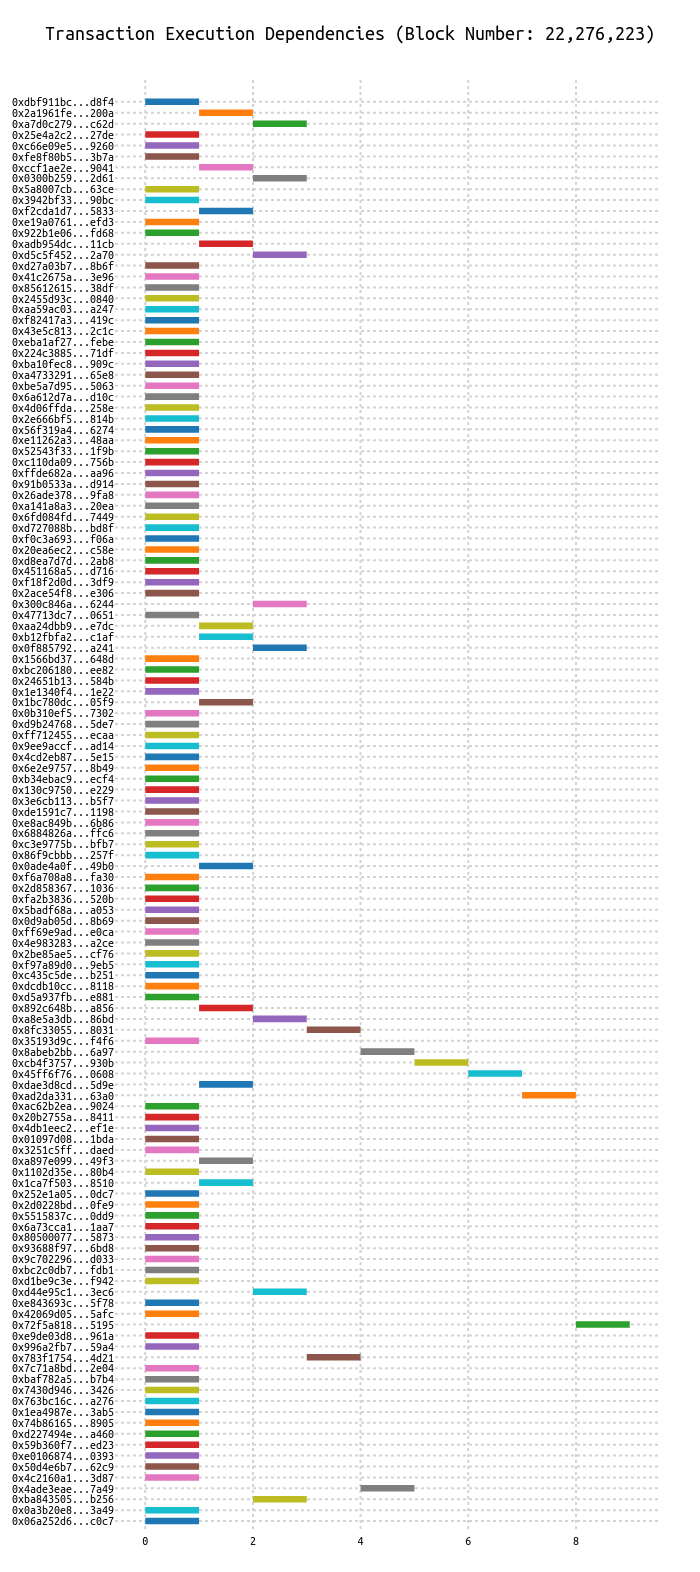 Transaction Execution Dependencies (Block Number: 22,276,223)
0xdbf911bc...d8f4
0x2a1961fe...200a
0xa7d0c279...c62d
0x25e4a2c2...27de
0xc66e09e5...9260
0xfe8f80b5...3b7a
0xccf1ae2e...9041
0x0300b259...2d61
0x5a8007cb...63ce
0x3942bf33...90bc
0xf2cda1d7...5833
0xe19a0761...efd3
0x922b1e06...fd68
0xadb954dc...11cb
0xd5c5f452...2a70
0xd27a03b7...8b6f
0x41c2675a...3e96
0x85612615...38df
0x2455d93c...0840
0xaa59ac03...a247
0xf82417a3...419c
0x43e5c813...2c1c
0xeba1af27...febe
0x224c3885...71df
0xba10fec8...909c
0xa4733291...65e8
0xbe5a7d95...5063
0x6a612d7a...d10c
0x4d06ffda...258e
0x2e666bf5...814b
0x56f319a4...6274
0xe11262a3...48aa
0x52543f33...1f9b
0xc110da09...756b
0xffde682a...aa96
0x91b0533a...d914
0x26ade378...9fa8
0xa141a8a3...20ea
0x6fd084fd...7449
0xd727088b...bd8f
0xf0c3a693...f06a
0x20ea6ec2...c58e
0xd8ea7d7d...2ab8
0x451168a5...d716
0xf18f2d0d...3df9
0x2ace54f8...e306
0x300c846a...6244
0x47713dc7...0651
0xaa24dbb9...e7dc
0xb12fbfa2...c1af
0x0f885792...a241
0x1566bd37...648d
0xbc206180...ee82
0x24651b13...584b
0x1e1340f4...1e22
0x1bc780dc...05f9
0x0b310ef5...7302
0xd9b24768...5de7
0xff712455...ecaa
0x9ee9accf...ad14
0x4cd2eb87...5e15
0x6e2e9757...8b49
0xb34ebac9...ecf4
0x130c9750...e229
0x3e6cb113...b5f7
0xde1591c7...1198
0xe8ac849b...6b86
0x6884826a...ffc6
0xc3e9775b...bfb7
0x86f9cbbb...257f
0x0ade4a0f...49b0
0xf6a708a8...fa30
0x2d858367...1036
0xfa2b3836...520b
0x5badf68a...a053
0x0d9ab05d...8b69
0xff69e9ad...e0ca
0x4e983283...a2ce
0x2be85ae5...cf76
0xf97a89d0...9eb5
0xc435c5de...b251
0xdcdb10cc...8118
0xd5a937fb...e881
0x892c648b...a856
0xa8e5a3db...86bd
0x8fc33055...8031
0x35193d9c...f4f6
0x8abeb2bb...6a97
0xcb4f3757...930b
0x45ff6f76...0608
0xdae3d8cd...5d9e
0xad2da331...63a0
0xac62b2ea...9024
0x20b2755a...8411
0x4db1eec2...ef1e
0x01097d08...1bda
0x3251c5ff...daed
0xa897e099...49f3
0x1102d35e...80b4
0x1ca7f503...8510
0x252e1a05...0dc7
0x2d0228bd...0fe9
0x5515837c...0dd9
0x6a73cca1...1aa7
0x80500077...5873
0x93688f97...6bd8
0x9c702296...d033
0xbc2c0db7...fdb1
0xd1be9c3e...f942
0xd44e95c1...3ec6
0xe843693c...5f78
0x42069d05...5afc
0x72f5a818...5195
0xe9de03d8...961a
0x996a2fb7...59a4
0x783f1754...4d21
0x7c71a8bd...2e04
0xbaf782a5...b7b4
0x7430d946...3426
0x763bc16c...a276
0x1ea4987e...3ab5
0x74b86165...8905
0xd227494e...a460
0x59b360f7...ed23
0xe0106874...0393
0x50d4e6b7...62c9
0x4c2160a1...3d87
0x4ade3eae...7a49
0xba843505...b256
0x0a3b20e8...3a49
0x06a252d6...c0c7
0 2 4 6 8